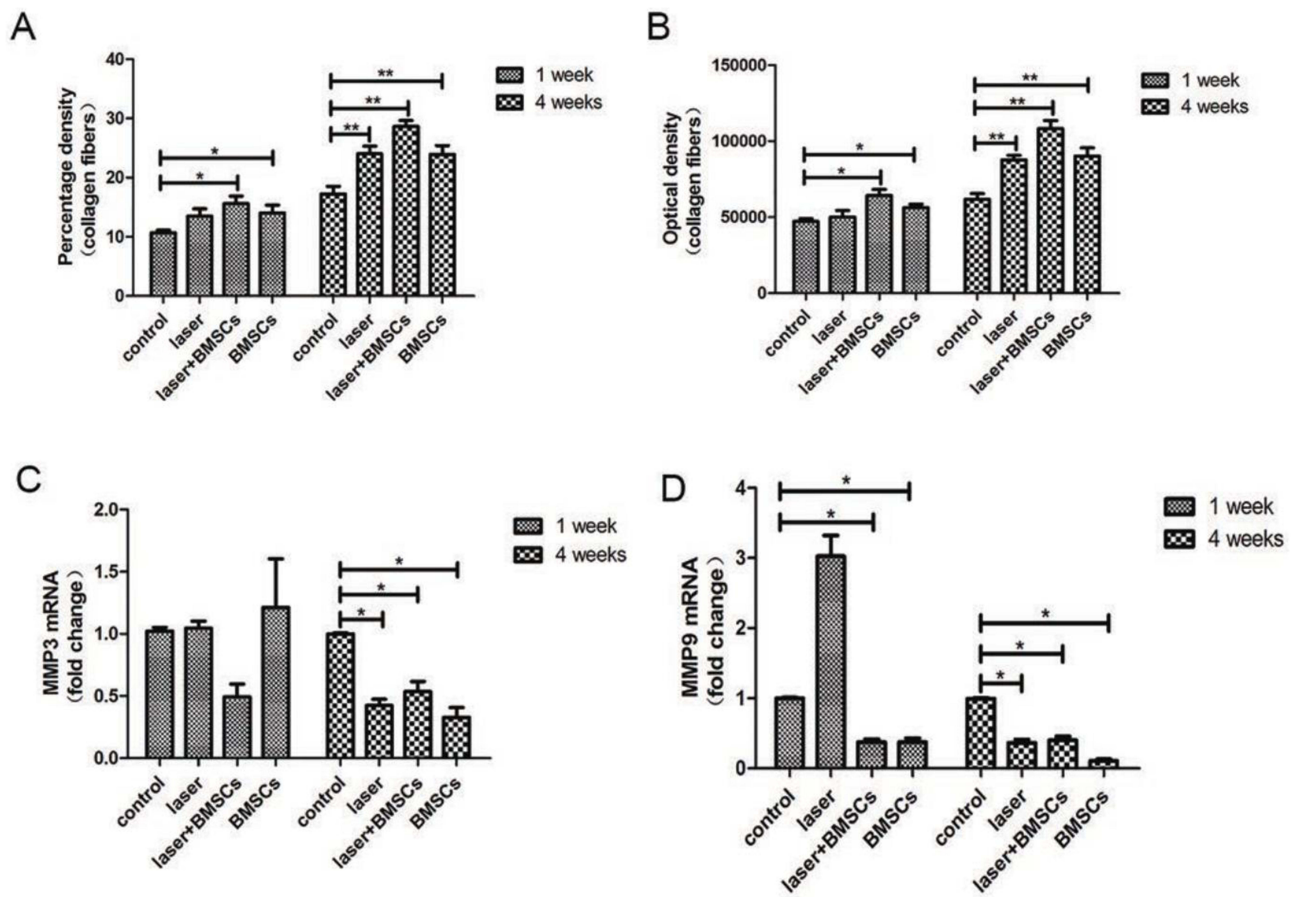 A
Percentage density
(collagen fibers)
40
30
20
10
0
*
*
**
**
**
1 week
4 weeks
control
laser
laser+BMSCs
BMSCs
control
laser
laser+BMSCs
BMSCs
B
Optical density
(collagen fibers)
150000
100000
50000
0
*
*
**
**
**
1 week
4 weeks
control
laser
laser+BMSCs
BMSCs
control
laser
laser+BMSCs
BMSCs
C
MMP3 mRNA
(fold change)
2.0
1.5
1.0
0.5
0.0
*
*
*
1 week
4 weeks
control
laser
laser+BMSCs
BMSCs
control
laser
laser+BMSCs
BMSCs
D
MMP9 mRNA
(fold change)
4
3
2
1
0
*
*
*
*
*
1 week
4 weeks
control
laser
laser+BMSCs
BMSCs
control
laser
laser+BMSCs
BMSCs